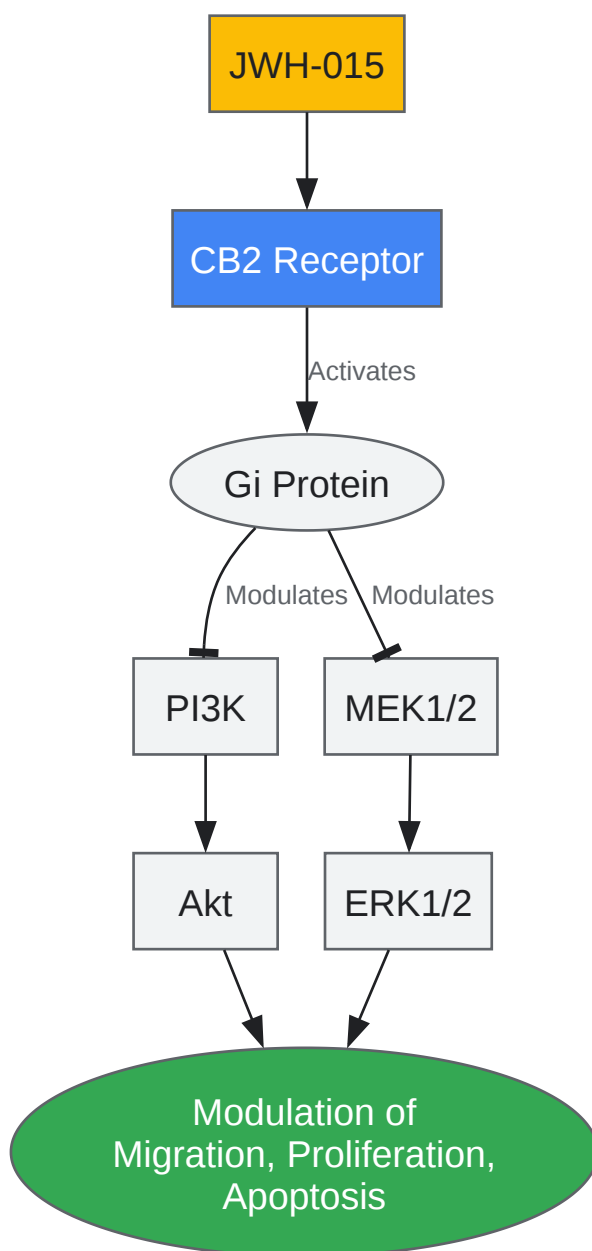 JWH-015
CB2 Receptor
Activates
Gi Protein
Modulates
Modulates
PI3K
MEK1/2
Akt
ERK1/2
Modulation of
Migration, Proliferation,
Apoptosis